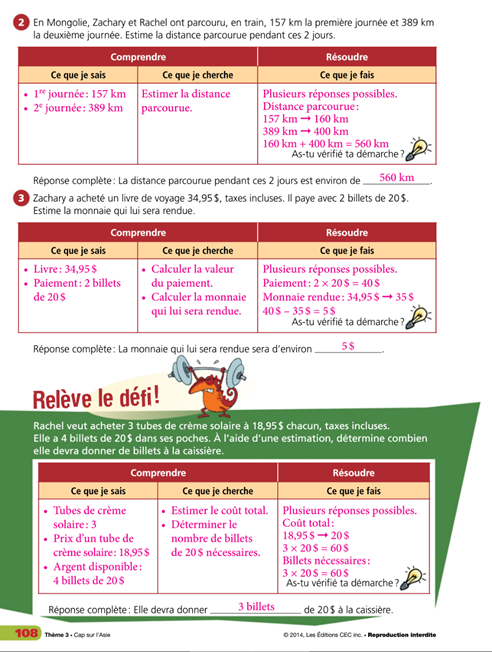 2 En Mongolie, Zachary et Rachel ont parcouru, en train, 157 km la première journée et 389 km
la deuxième journée. Estime la distance parcourue pendant ces 2 jours.
Comprendre
Résoudre
Ce que je sais
Ce que je cherche
Ce que je fais
• 1re journée : 157 km
• 2e journée : 389 km
Estimer la distance
parcourue.
Plusieurs réponses possibles.
Distance parcourue :
157 km → 160 km
389 km → 400 km
160 km + 400 km = 560 km
As-tu vérifié ta démarche ?
Réponse complète : La distance parcourue pendant ces 2 jours est environ de 560 km.
3 Zachary a acheté un livre de voyage 34,95 $, taxes incluses. Il paye avec 2 billets de 20 $.
Estime la monnaie qui lui sera rendue.
Comprendre
Résoudre
Ce que je sais
Ce que je cherche
Ce que je fais
• Livre : 34,95 $
• Paiement : 2 billets
de 20 $
• Calculer la valeur
du paiement.
• Calculer la monnaie
qui lui sera rendue.
Plusieurs réponses possibles.
Paiement : 2 × 20 $ = 40 $
Monnaie rendue : 34,95 $ → 35 $
40 $ – 35 $ = 5 $
As-tu vérifié ta démarche ?
Réponse complète : La monnaie qui lui sera rendue sera d'environ 5 $.
Relève le défi!
Rachel veut acheter 3 tubes de crème solaire à 18,95 $ chacun, taxes incluses.
Elle a 4 billets de 20 $ dans ses poches. À l'aide d'une estimation, détermine combien
elle devra donner de billets à la caissière.
Comprendre
Résoudre
Ce que je sais
Ce que je cherche
Ce que je fais
• Tubes de crème
solaire : 3
• Prix d'un tube de
crème solaire : 18,95 $
• Argent disponible :
4 billets de 20 $
• Estimer le coût total.
• Déterminer le
nombre de billets
de 20 $ nécessaires.
Plusieurs réponses possibles.
Coût total :
18,95 $ → 20 $
3 × 20 $ = 60 $
Billets nécessaires :
3 × 20 $ = 60 $
As-tu vérifié ta démarche ?
Réponse complète : Elle devra donner 3 billets de 20 $ à la caissière.
108 Thème 3 • Cap sur l'Asie
© 2014, Les Éditions CEC inc. • Reproduction interdite